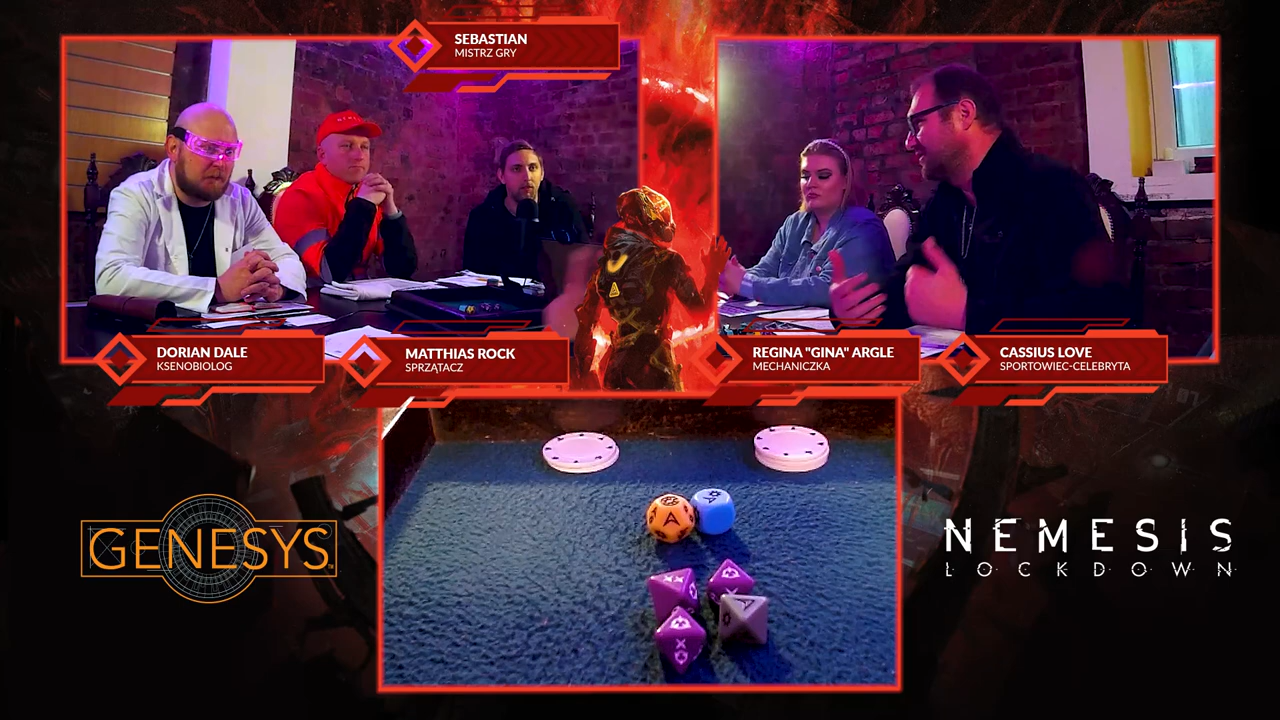 SEBASTIAN
MISTRZ GRY
DORIAN DALE
KSENOBIOLOG
MATTHIAS ROCK
SPRZĄTACZ
REGINA "GINA" ARGLE
MECHANICZKA
CASSIUS LOVE
SPORTOWIEC-CELEBRYTA
GENESYS
NEMESIS
LOCKDOWN